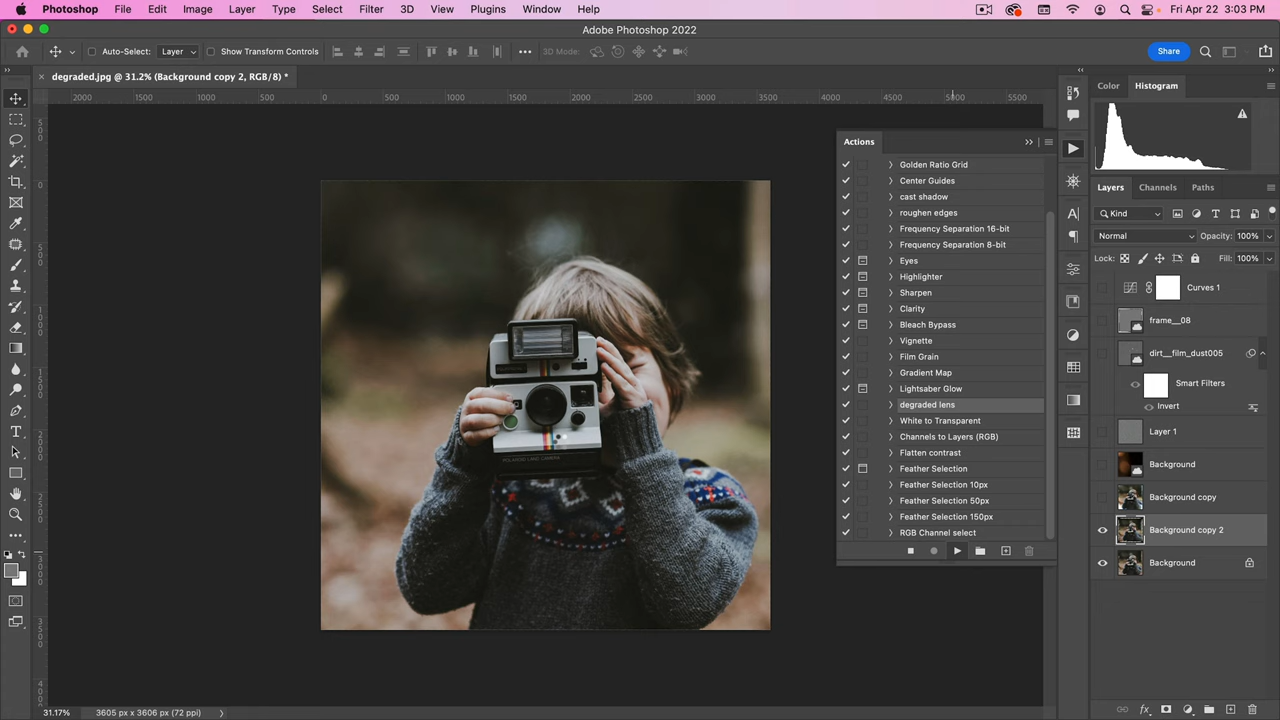 Photoshop File Edit Image Layer Type Select Filter 3D View Plugins Window Help Fri Apr 22 3:03 PM
Adobe Photoshop 2022
Auto-Select: Layer Show Transform Controls 3D Mode: Share
degraded.jpg @ 31.2% (Background copy 2, RGB/8) *
2000 1500 1000 500 0 500 1000 1500 2000 2500 3000 3500 4000 4500 5000 5500
Color Histogram
Actions
Golden Ratio Grid
Center Guides
cast shadow
roughen edges
Frequency Separation 16-bit
Frequency Separation 8-bit
Eyes
Highlighter
Sharpen
Clarity
Bleach Bypass
Vignette
Film Grain
Gradient Map
Lightsaber Glow
degraded lens
White to Transparent
Channels to Layers (RGB)
Flatten contrast
Feather Selection
Feather Selection 10px
Feather Selection 50px
Feather Selection 150px
RGB Channel select
Layers Channels Paths
Kind
Normal Opacity: 100%
Lock: Fill: 100%
Curves 1
frame__08
dirt__film_dust005
Smart Filters
Invert
Layer 1
Background
Background copy
Background copy 2
Background
POLAROID LAND CAMERA
31.17% 3605 px x 3606 px (72 ppi)